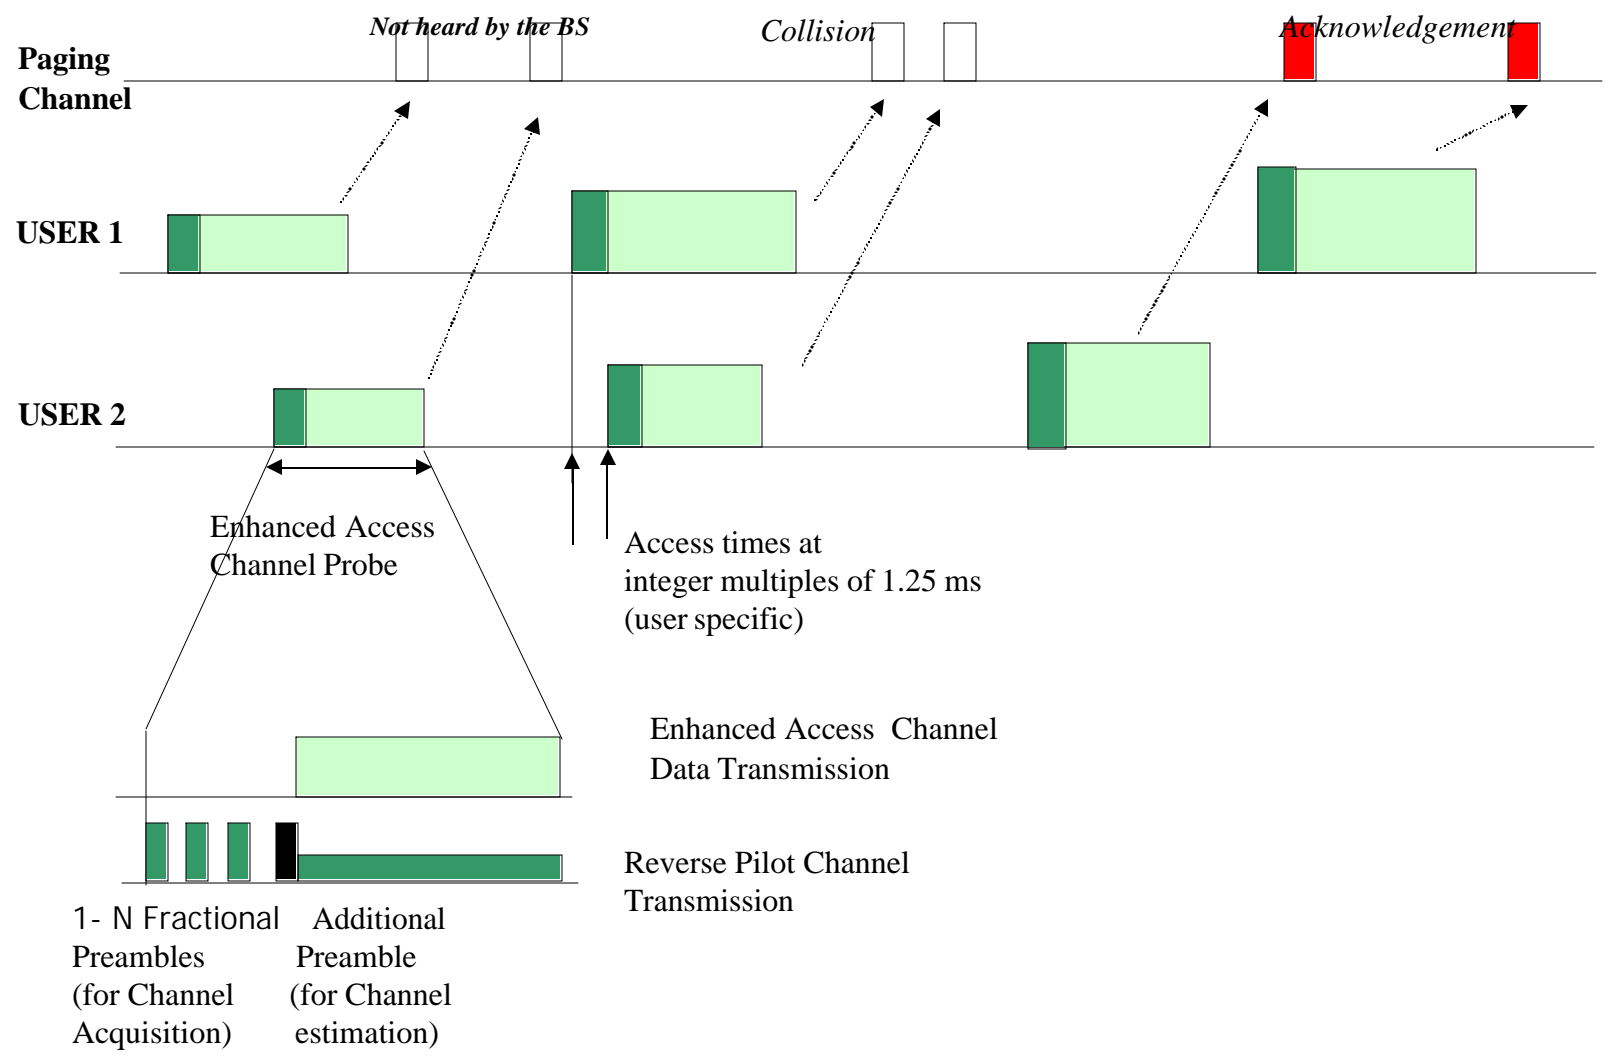 Not heard by the BS
Collision
Acknowledgement
Paging
Channel
USER 1
USER 2
Enhanced Access
Channel Probe
Access times at
integer multiples of 1.25 ms
(user specific)
Enhanced Access Channel
Data Transmission
Reverse Pilot Channel
Transmission
1- N Fractional
Preambles
(for Channel
Acquisition)
Additional
Preamble
(for Channel
estimation)